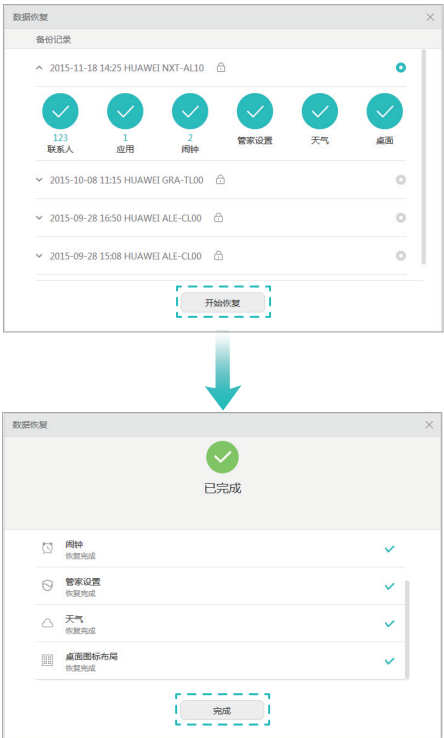 数据恢复
备份记录
2015-11-18 14:25 HUAWEI NXT-AL10
123 1 2
联系人 应用 闹钟 管家设置 天气 桌面
2015-10-08 11:15 HUAWEI GRA-TL00
2015-09-28 16:50 HUAWEI ALE-CL00
2015-09-28 15:08 HUAWEI ALE-CL00
开始恢复
数据恢复
已完成
闹钟
恢复完成
管家设置
恢复完成
天气
恢复完成
桌面图标布局
恢复完成
完成